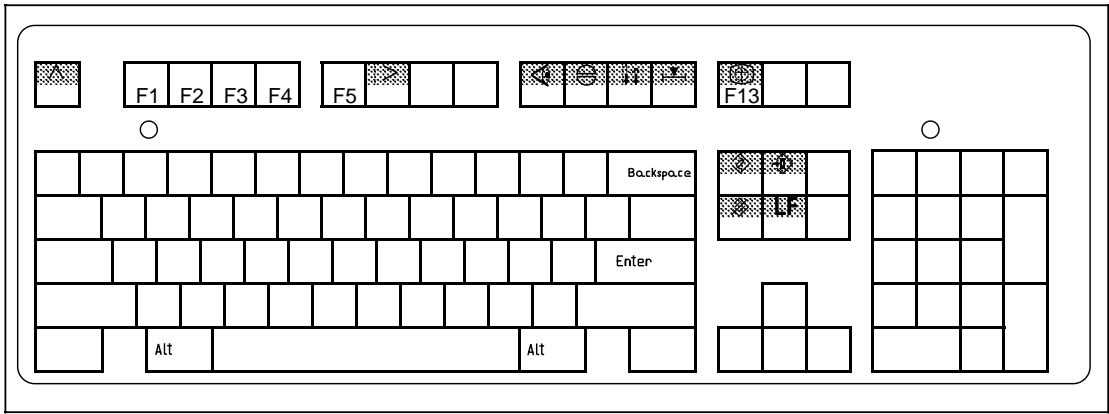 F1 F2 F3 F4 F5 F13
Backspace
LF
Enter
Alt Alt